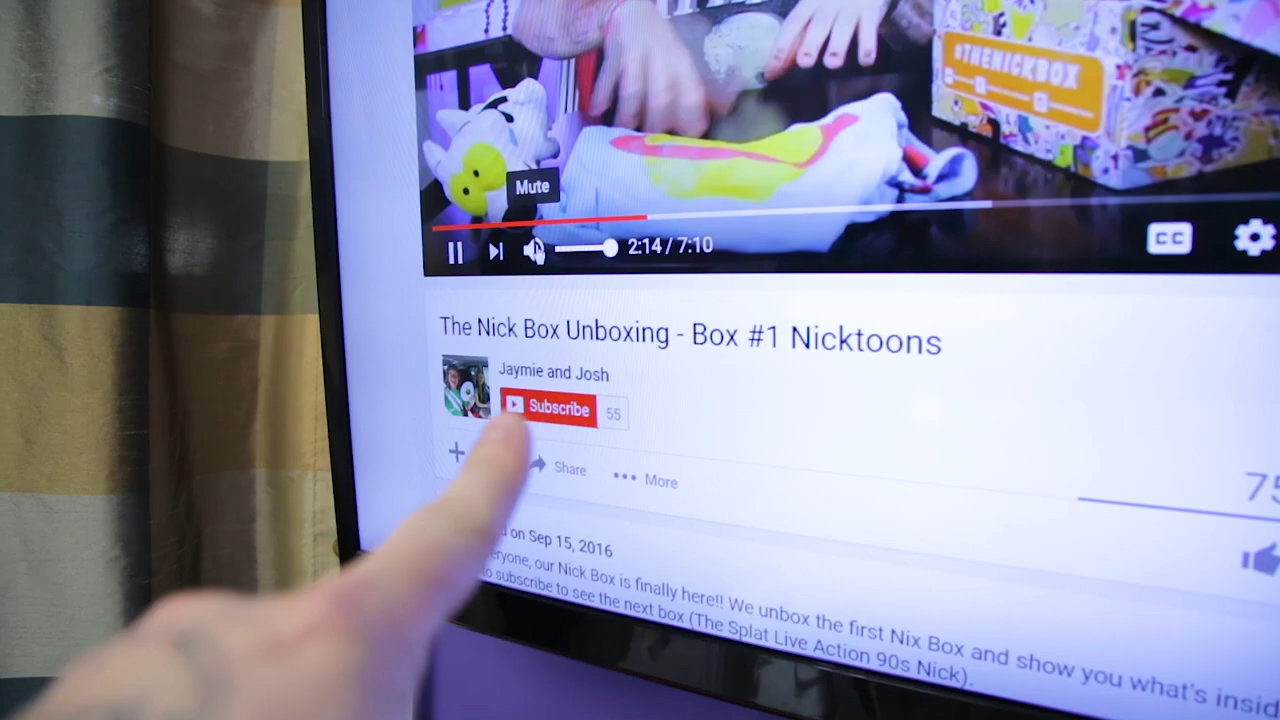 #THENICKBOX
Mute
2:14 / 7:10
CC
The Nick Box Unboxing - Box #1 Nicktoons
Jaymie and Josh
Subscribe 55
+ Share ••• More
75
on Sep 15, 2016
our Nick Box is finally here!! We unbox the first Nix Box and show you what's
to subscribe to see the next box (The Splat Live Action 90s Nick).